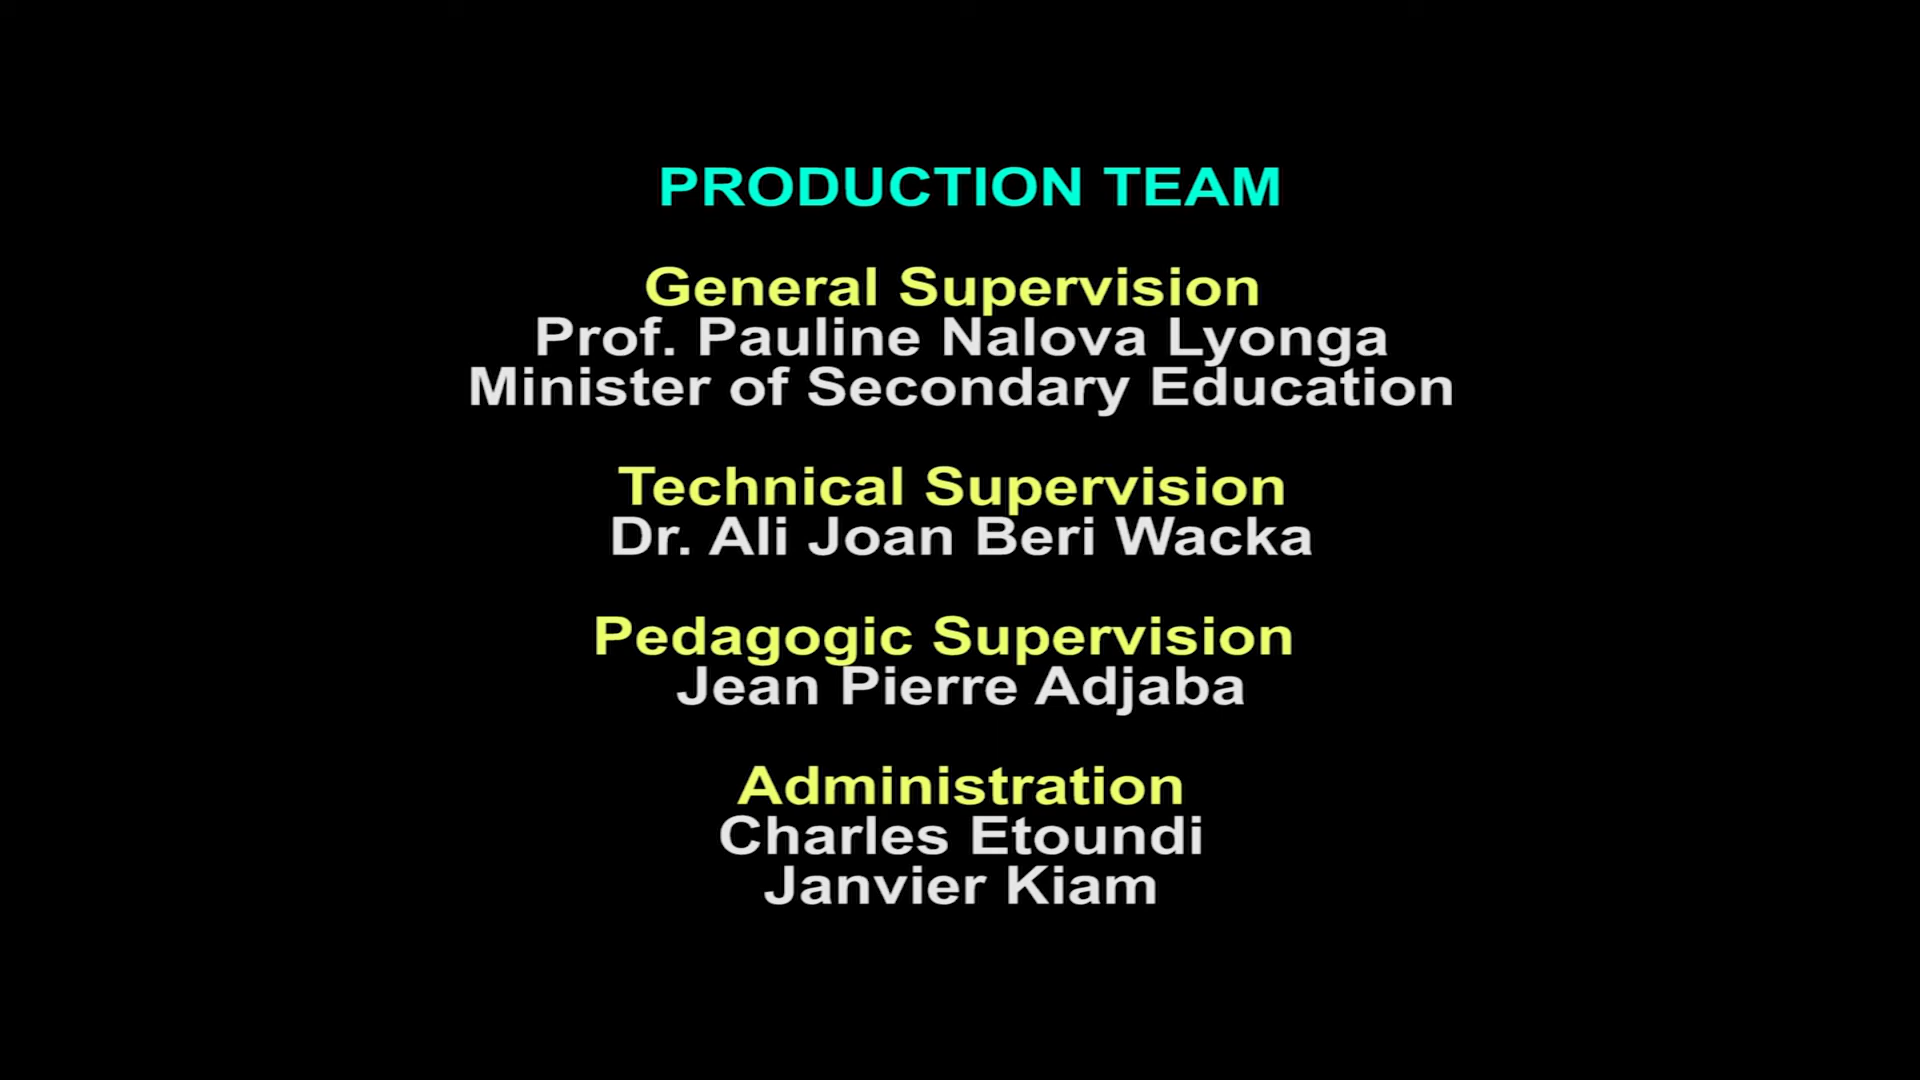 PRODUCTION TEAM
General Supervision
Prof. Pauline Nalova Lyonga
Minister of Secondary Education
Technical Supervision
Dr. Ali Joan Beri Wacka
Pedagogic Supervision
Jean Pierre Adjaba
Administration
Charles Etoundi
Janvier Kiam